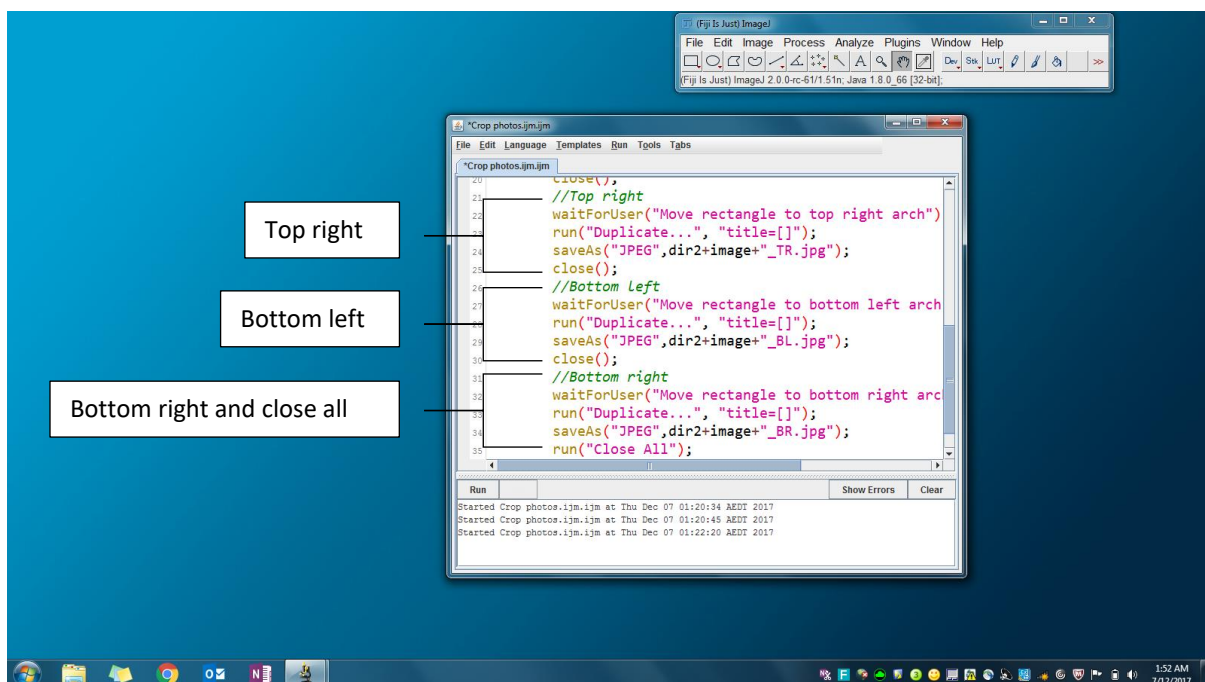 (Fiji Is Just) ImageJ
File Edit Image Process Analyze Plugins Window Help
Dev Stk LUT >>
(Fiji Is Just) ImageJ 2.0.0-rc-61/1.51n; Java 1.8.0_66 [32-bit];
*Crop photos.ijm.ijm
File Edit Language Templates Run Tools Tabs
*Crop photos.ijm.ijm
20 close();
21 //Top right
22 waitForUser("Move rectangle to top right arch")
23 run("Duplicate...", "title=[]");
24 saveAs("JPEG",dir2+image+"_TR.jpg");
25 close();
26 //Bottom left
27 waitForUser("Move rectangle to bottom left arch
28 run("Duplicate...", "title=[]");
29 saveAs("JPEG",dir2+image+"_BL.jpg");
30 close();
31 //Bottom right
32 waitForUser("Move rectangle to bottom right arc
33 run("Duplicate...", "title=[]");
34 saveAs("JPEG",dir2+image+"_BR.jpg");
35 run("Close All");
Top right
Bottom left
Bottom right and close all
Run
Show Errors
Clear
Started Crop photos.ijm.ijm at Thu Dec 07 01:20:34 AEDT 2017
Started Crop photos.ijm.ijm at Thu Dec 07 01:20:45 AEDT 2017
Started Crop photos.ijm.ijm at Thu Dec 07 01:22:20 AEDT 2017
1:52 AM
7/12/2017